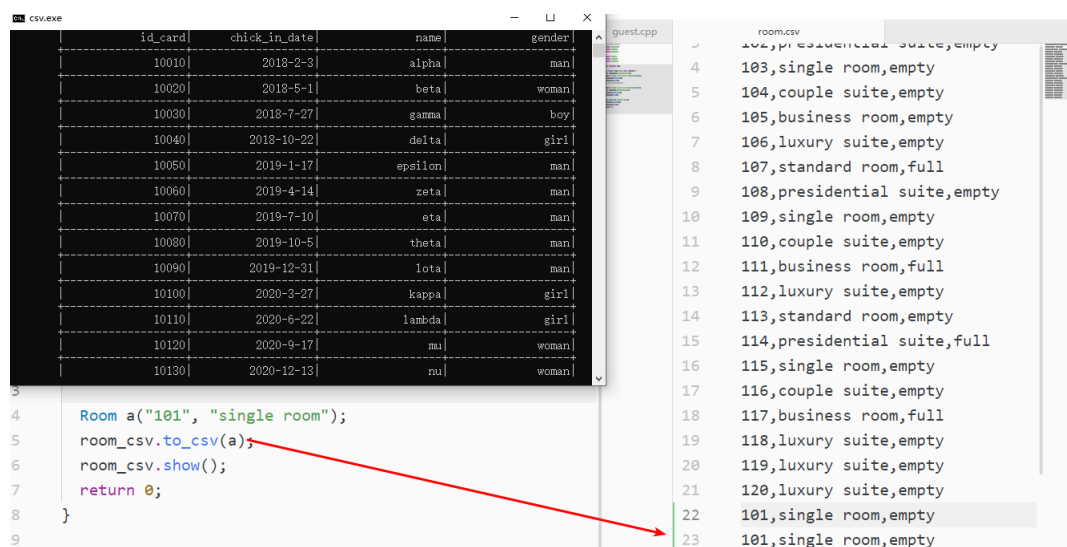 csv.exe
id_card| chick_in_date| name| gender|
10010| 2018-2-3| alpha| man|
10020| 2018-5-1| beta| woman|
10030| 2018-7-27| gamma| boy|
10040| 2018-10-22| delta| girl|
10050| 2019-1-17| epsilon| man|
10060| 2019-4-14| zeta| man|
10070| 2019-7-10| eta| man|
10080| 2019-10-5| theta| man|
10090| 2019-12-31| lota| man|
10100| 2020-3-27| kappa| girl|
10110| 2020-6-22| lambda| girl|
10120| 2020-9-17| mu| woman|
10130| 2020-12-13| nu| woman|
3
4 Room a("101", "single room");
5 room_csv.to_csv(a);
6 room_csv.show();
7 return 0;
8 }
9
guest.cpp
room.csv
3 102,presidential suite,empty
4 103,single room,empty
5 104,couple suite,empty
6 105,business room,empty
7 106,luxury suite,empty
8 107,standard room,full
9 108,presidential suite,empty
10 109,single room,empty
11 110,couple suite,empty
12 111,business room,full
13 112,luxury suite,empty
14 113,standard room,empty
15 114,presidential suite,full
16 115,single room,empty
17 116,couple suite,empty
18 117,business room,full
19 118,luxury suite,empty
20 119,luxury suite,empty
21 120,luxury suite,empty
22 101,single room,empty
23 101,single room,empty